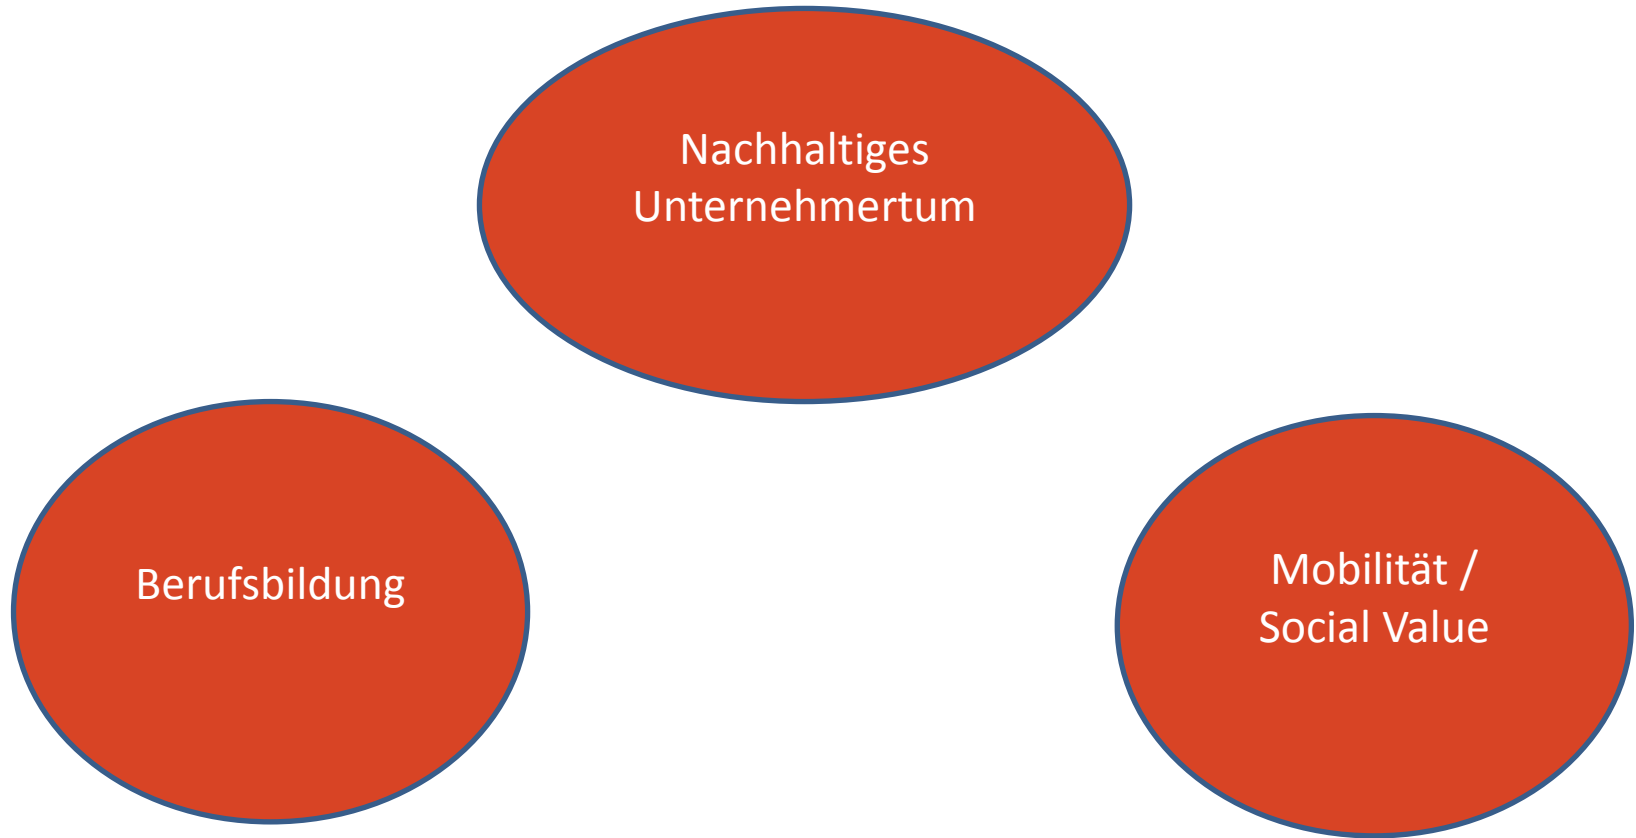 Nachhaltiges
Unternehmertum
Berufsbildung
Mobilität /
Social Value